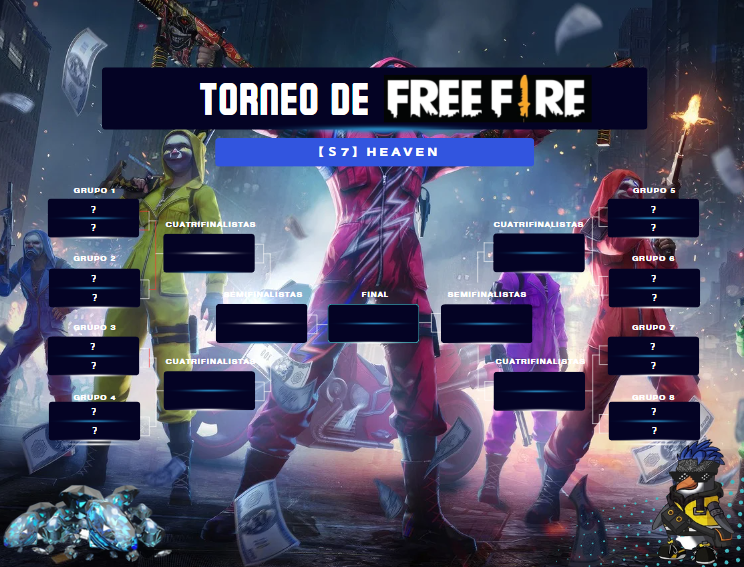 TORNEO DE FREE FIRE
【S7】HEAVEN
GRUPO 1
?
?
GRUPO 2
?
?
GRUPO 3
?
?
GRUPO 4
?
?
CUATRIFINALISTAS
CUATRIFINALISTAS
SEMIFINALISTAS
FINAL
SEMIFINALISTAS
CUATRIFINALISTAS
CUATRIFINALISTAS
GRUPO 5
?
?
GRUPO 6
?
?
GRUPO 7
?
?
GRUPO 8
?
?